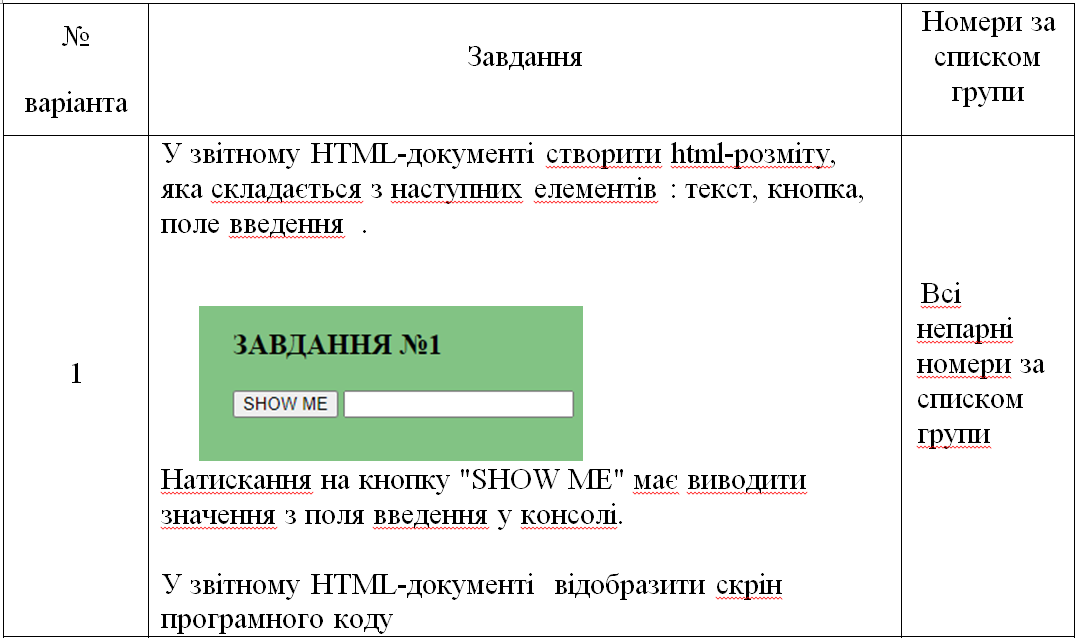 №
варіанта
Завдання
Номери за
списком
групи
1
У звітному HTML-документі створити html-розміту,
яка складається з наступних елементів : текст, кнопка,
поле введення .
ЗАВДАННЯ №1
SHOW ME
Натискання на кнопку "SHOW ME" має виводити
значення з поля введення у консолі.
У звітному HTML-документі відобразити скрін
програмного коду
Всі
непарні
номери за
списком
групи